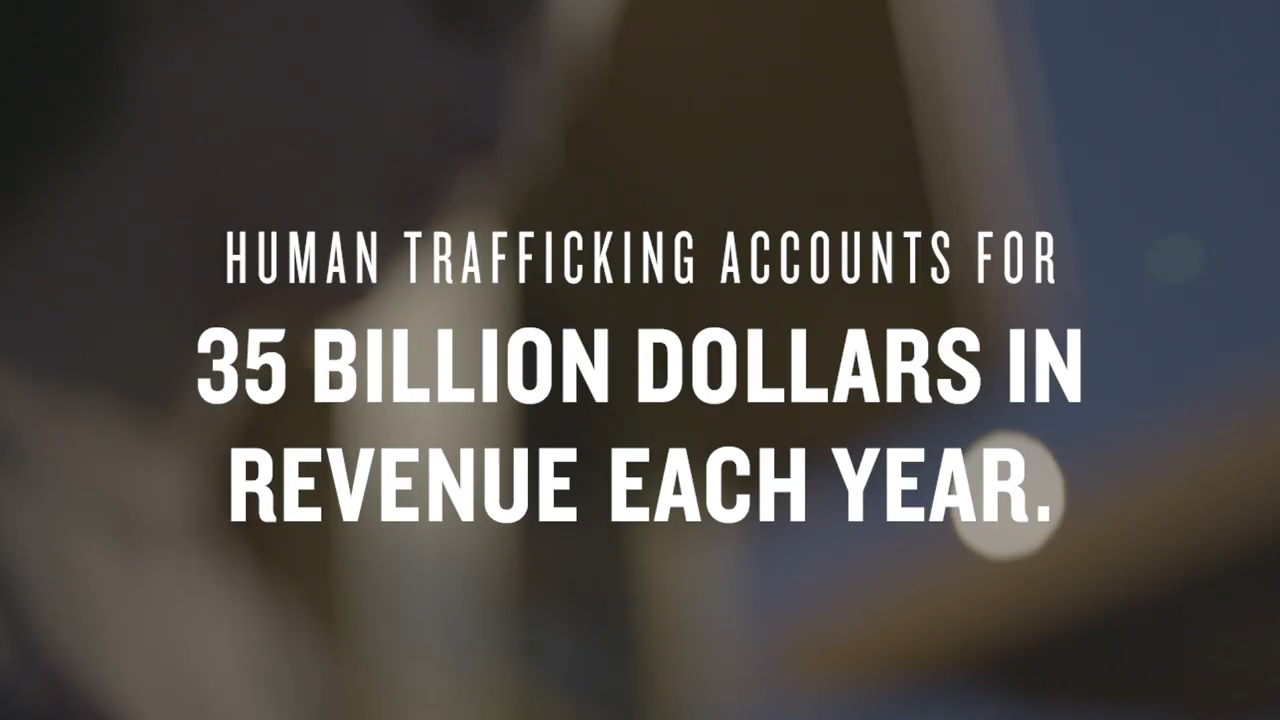 HUMAN TRAFFICKING ACCOUNTS FOR
35 BILLION DOLLARS IN
REVENUE EACH YEAR.